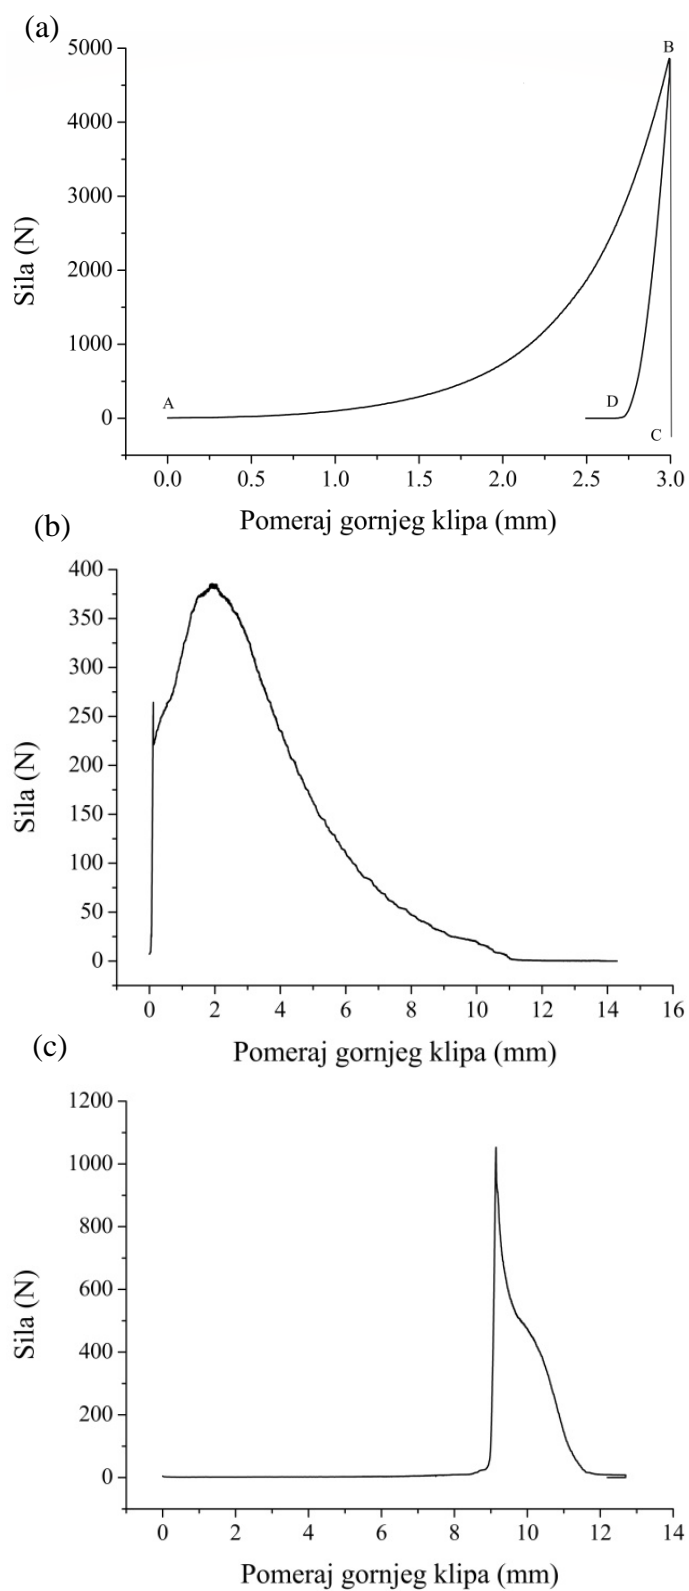 (a)
5000
4000
3000
2000
1000
0
Sila (N)
A
B
C
D
0.0 0.5 1.0 1.5 2.0 2.5 3.0
Pomeraj gornjeg klipa (mm)
(b)
400
350
300
250
200
150
100
50
0
Sila (N)
0 2 4 6 8 10 12 14 16
Pomeraj gornjeg klipa (mm)
(c)
1200
1000
800
600
400
200
0
Sila (N)
0 2 4 6 8 10 12 14
Pomeraj gornjeg klipa (mm)